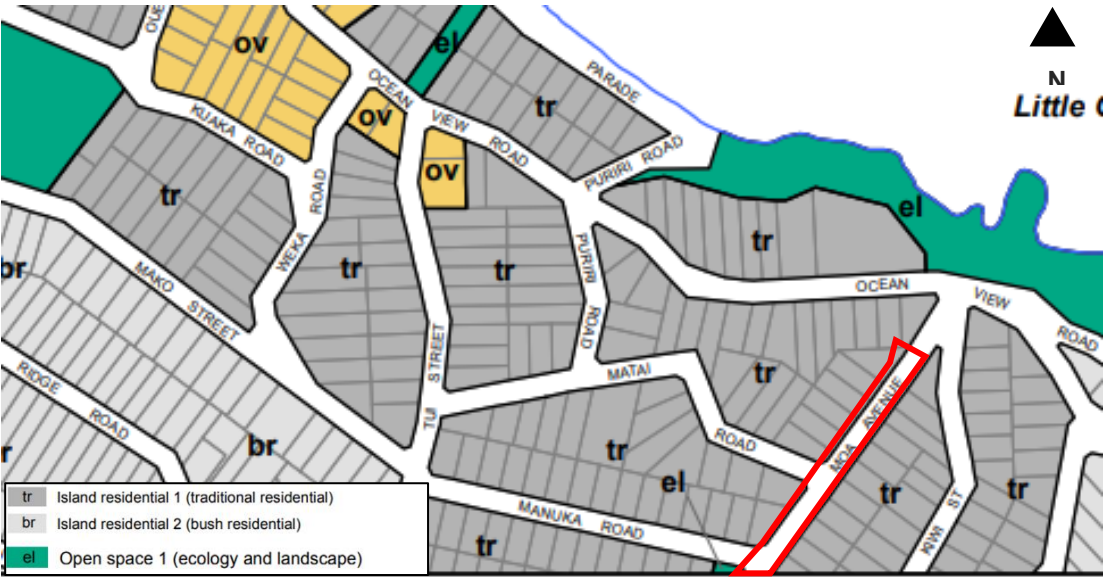 OUE
ov
el
OCEAN
VIEW
ROAD
PARADE
tr
N
Little
KUAKA ROAD
ov
PURIRI ROAD
tr
ov
ROAD
WEKA
el
br
MAKO
STREET
tr
tr
PURIRI
ROAD
tr
OCEAN
VIEW
ROAD
RIDGE
ROAD
STREET
TUI
MATAI
ROAD
tr
MOA AVENUE
br
tr
el
tr
KIWI ST
tr
MANUKA ROAD
tr
tr Island residential 1 (traditional residential)
br Island residential 2 (bush residential)
el Open space 1 (ecology and landscape)